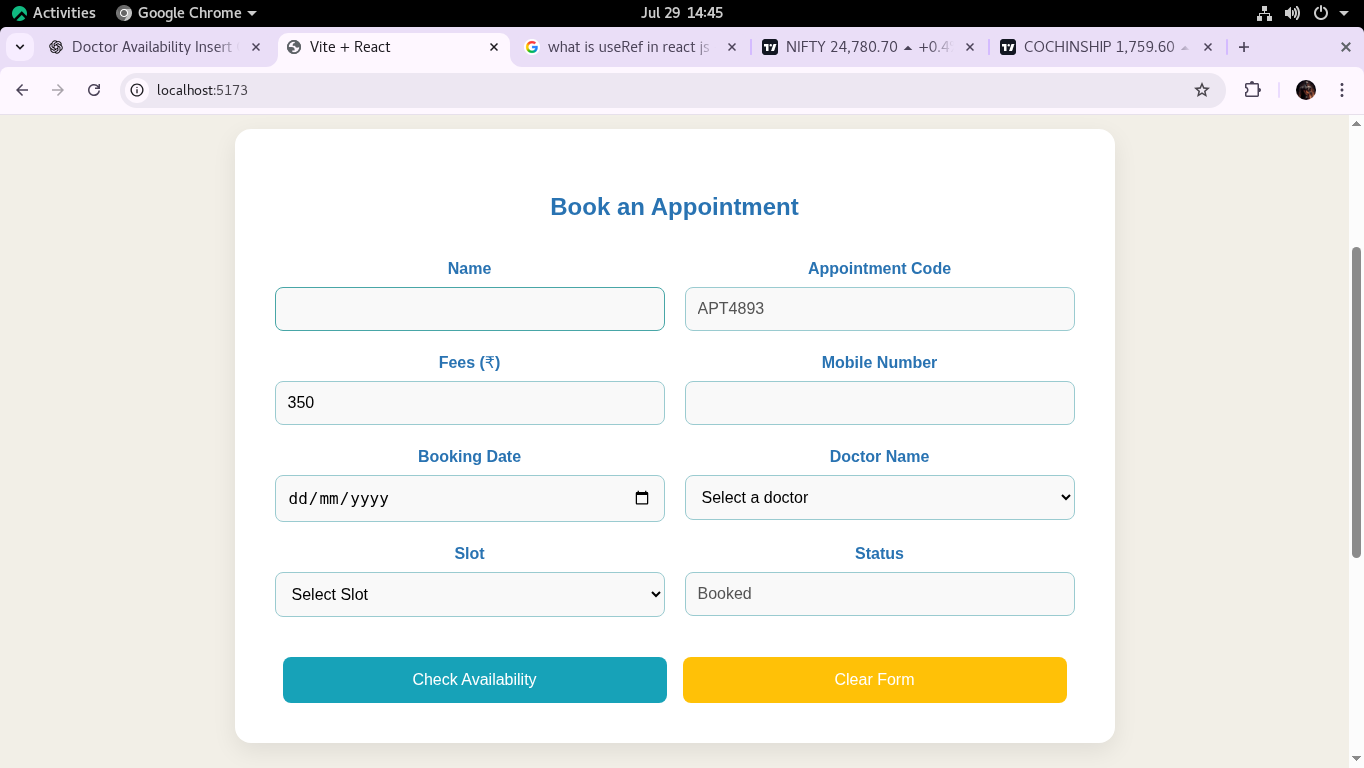 Activities Google Chrome Jul 29 14:45
Doctor Availability Insert Vite + React what is useRef in react js NIFTY 24,780.70 +0.4 COCHINSHIP 1,759.60
localhost:5173
Book an Appointment
Name Appointment Code
APT4893
Fees (₹) Mobile Number
350
Booking Date Doctor Name
dd/mm/yyyy Select a doctor
Slot Status
Select Slot Booked
Check Availability Clear Form